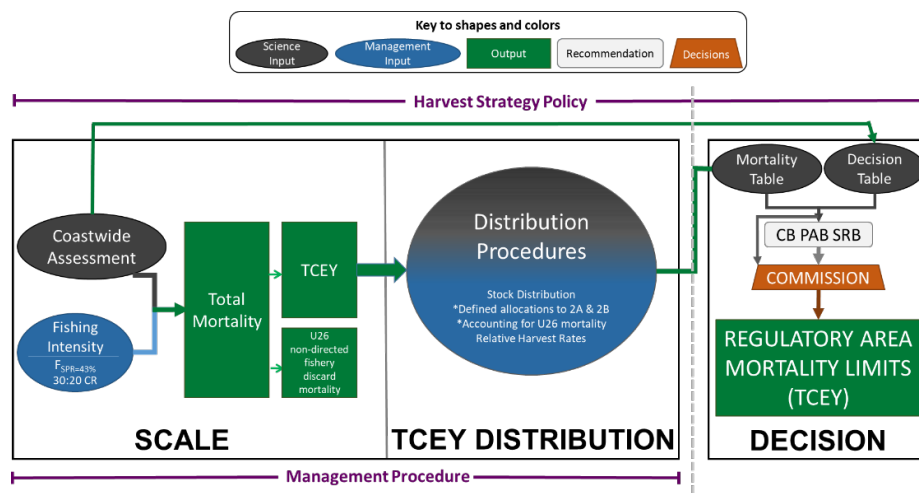 Key to shapes and colors
Science
Input
Management
Input
Output
Recommendation
Decisions
Harvest Strategy Policy
Coastwide
Assessment
Fishing
Intensity
FSPR=43%
30:20 CR
Total
Mortality
TCEY
U26
non-directed
fishery
discard
mortality
SCALE
Distribution
Procedures
Stock Distribution
*Defined allocations to 2A & 2B
*Accounting for U26 mortality
Relative Harvest Rates
TCEY DISTRIBUTION
Mortality
Table
Decision
Table
CB PAB SRB
COMMISSION
REGULATORY AREA
MORTALITY LIMITS
(TCEY)
DECISION
Management Procedure